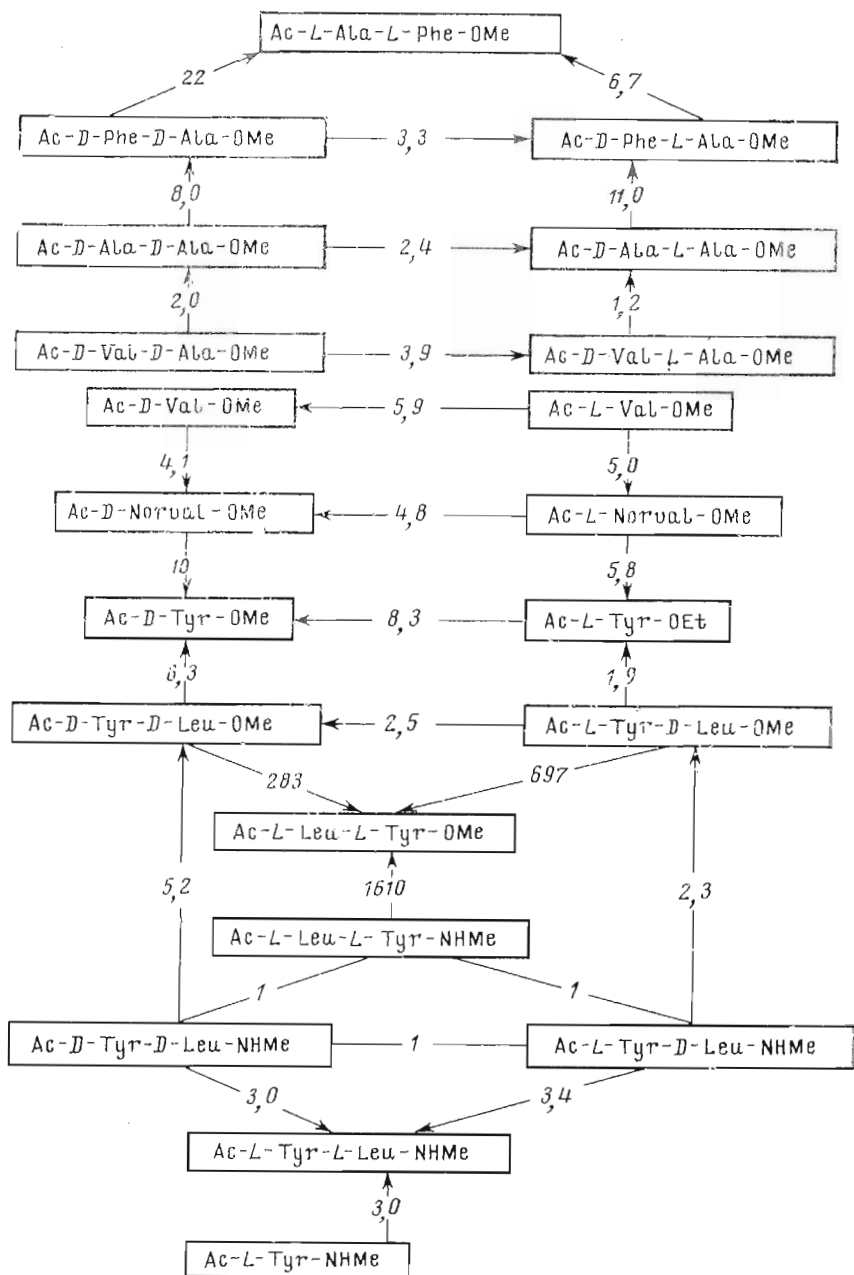 Ac-L-Ala-L-Phe-OMe
22 6,7
Ac-D-Phe-D-Ala-OMe 3,3 Ac-D-Phe-L-Ala-OMe
8,0 11,0
Ac-D-Ala-D-Ala-OMe 2,4 Ac-D-Ala-L-Ala-OMe
2,0 1,2
Ac-D-Val-D-Ala-OMe 3,9 Ac-D-Val-L-Ala-OMe
Ac-D-Val-OMe 5,9 Ac-L-Val-OMe
4,1 5,0
Ac-D-Norval-OMe 4,8 Ac-L-Norval-OMe
10 5,8
Ac-D-Tyr-OMe 8,3 Ac-L-Tyr-OEt
6,3 1,9
Ac-D-Tyr-D-Leu-OMe 2,5 Ac-L-Tyr-D-Leu-OMe
283 697
Ac-L-Leu-L-Tyr-OMe
5,2 1610 2,3
Ac-L-Leu-L-Tyr-NHMe
1 1
Ac-D-Tyr-D-Leu-NHMe 1 Ac-L-Tyr-D-Leu-NHMe
3,0 3,4
Ac-L-Tyr-L-Leu-NHMe
3,0
Ac-L-Tyr-NHMe